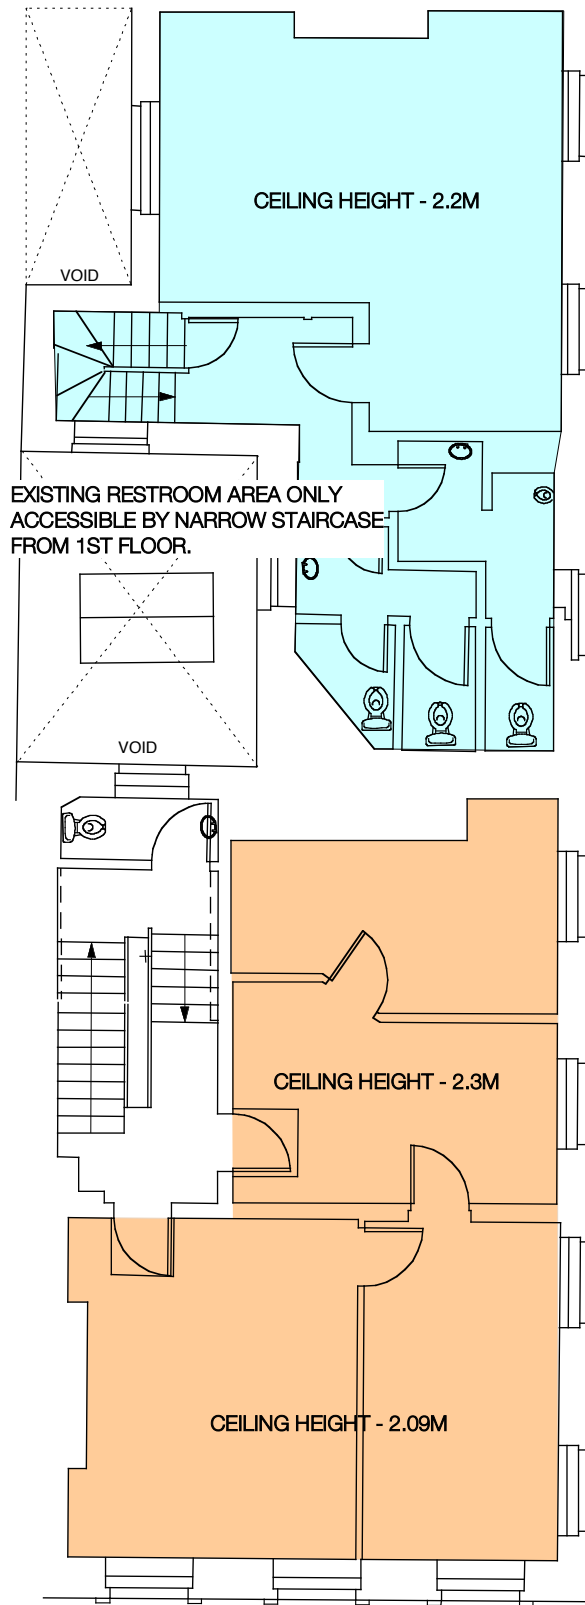 CEILING HEIGHT - 2.2M
VOID
EXISTING RESTROOM AREA ONLY
ACCESSIBLE BY NARROW STAIRCASE
FROM 1ST FLOOR.
VOID
CEILING HEIGHT - 2.3M
CEILING HEIGHT - 2.09M